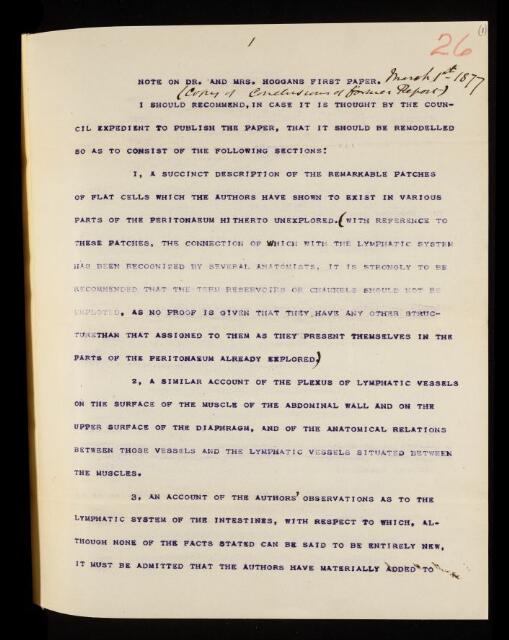 (1)
1
26
NOTE ON DR. AND MRS. HOGGANS FIRST PAPER. March 1st 1877
(Copy of Conclusions of former Report)
I SHOULD RECOMMEND, IN CASE IT IS THOUGHT BY THE COUN-
CIL EXPEDIENT TO PUBLISH THE PAPER, THAT IT SHOULD BE REMODELLED
SO AS TO CONSIST OF THE FOLLOWING SECTIONS:
1, A SUCCINCT DESCRIPTION OF THE REMARKABLE PATCHES
OF FLAT CELLS WHICH THE AUTHORS HAVE SHOWN TO EXIST IN VARIOUS
PARTS OF THE PERITONAEUM HITHERTO UNEXPLORED. (WITH REFERENCE TO
THESE PATCHES, THE CONNECTION OF WHICH WITH THE LYMPHATIC SYSTEM
HAS BEEN RECOGNIZED BY SEVERAL ANATOMISTS, IT IS STRONGLY TO BE
RECOMMENDED THAT THE TERM RESERVOIRS OR CHANNELS SHOULD NOT BE
EMPLOYED, AS NO PROOF IS GIVEN THAT THEY HAVE ANY OTHER STRUC-
TURETHAN THAT ASSIGNED TO THEM AS THEY PRESENT THEMSELVES IN THE
PARTS OF THE PERITONAEUM ALREADY EXPLORED.)
2, A SIMILAR ACCOUNT OF THE PLEXUS OF LYMPHATIC VESSELS
ON THE SURFACE OF THE MUSCLE OF THE ABDOMINAL WALL AND ON THE
UPPER SURFACE OF THE DIAPHRAGM, AND OF THE ANATOMICAL RELATIONS
BETWEEN THOSE VESSELS AND THE LYMPHATIC VESSELS SITUATED BETWEEN
THE MUSCLES.
3, AN ACCOUNT OF THE AUTHORS' OBSERVATIONS AS TO THE
LYMPHATIC SYSTEM OF THE INTESTINES, WITH RESPECT TO WHICH, AL-
THOUGH NONE OF THE FACTS STATED CAN BE SAID TO BE ENTIRELY NEW,
IT MUST BE ADMITTED THAT THE AUTHORS HAVE MATERIALLY ADDED TO